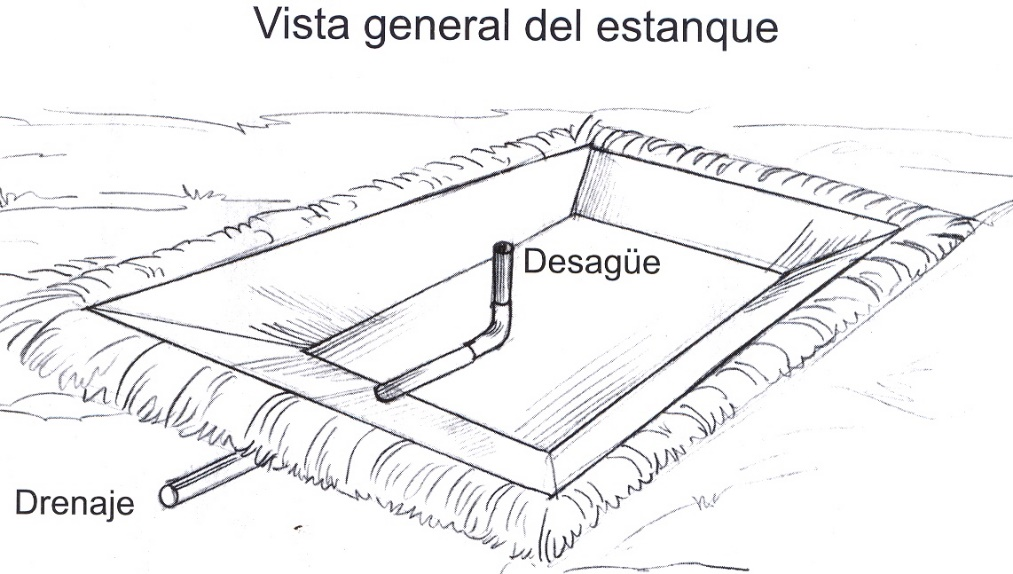 Vista general del estanque
Desagüe
Drenaje